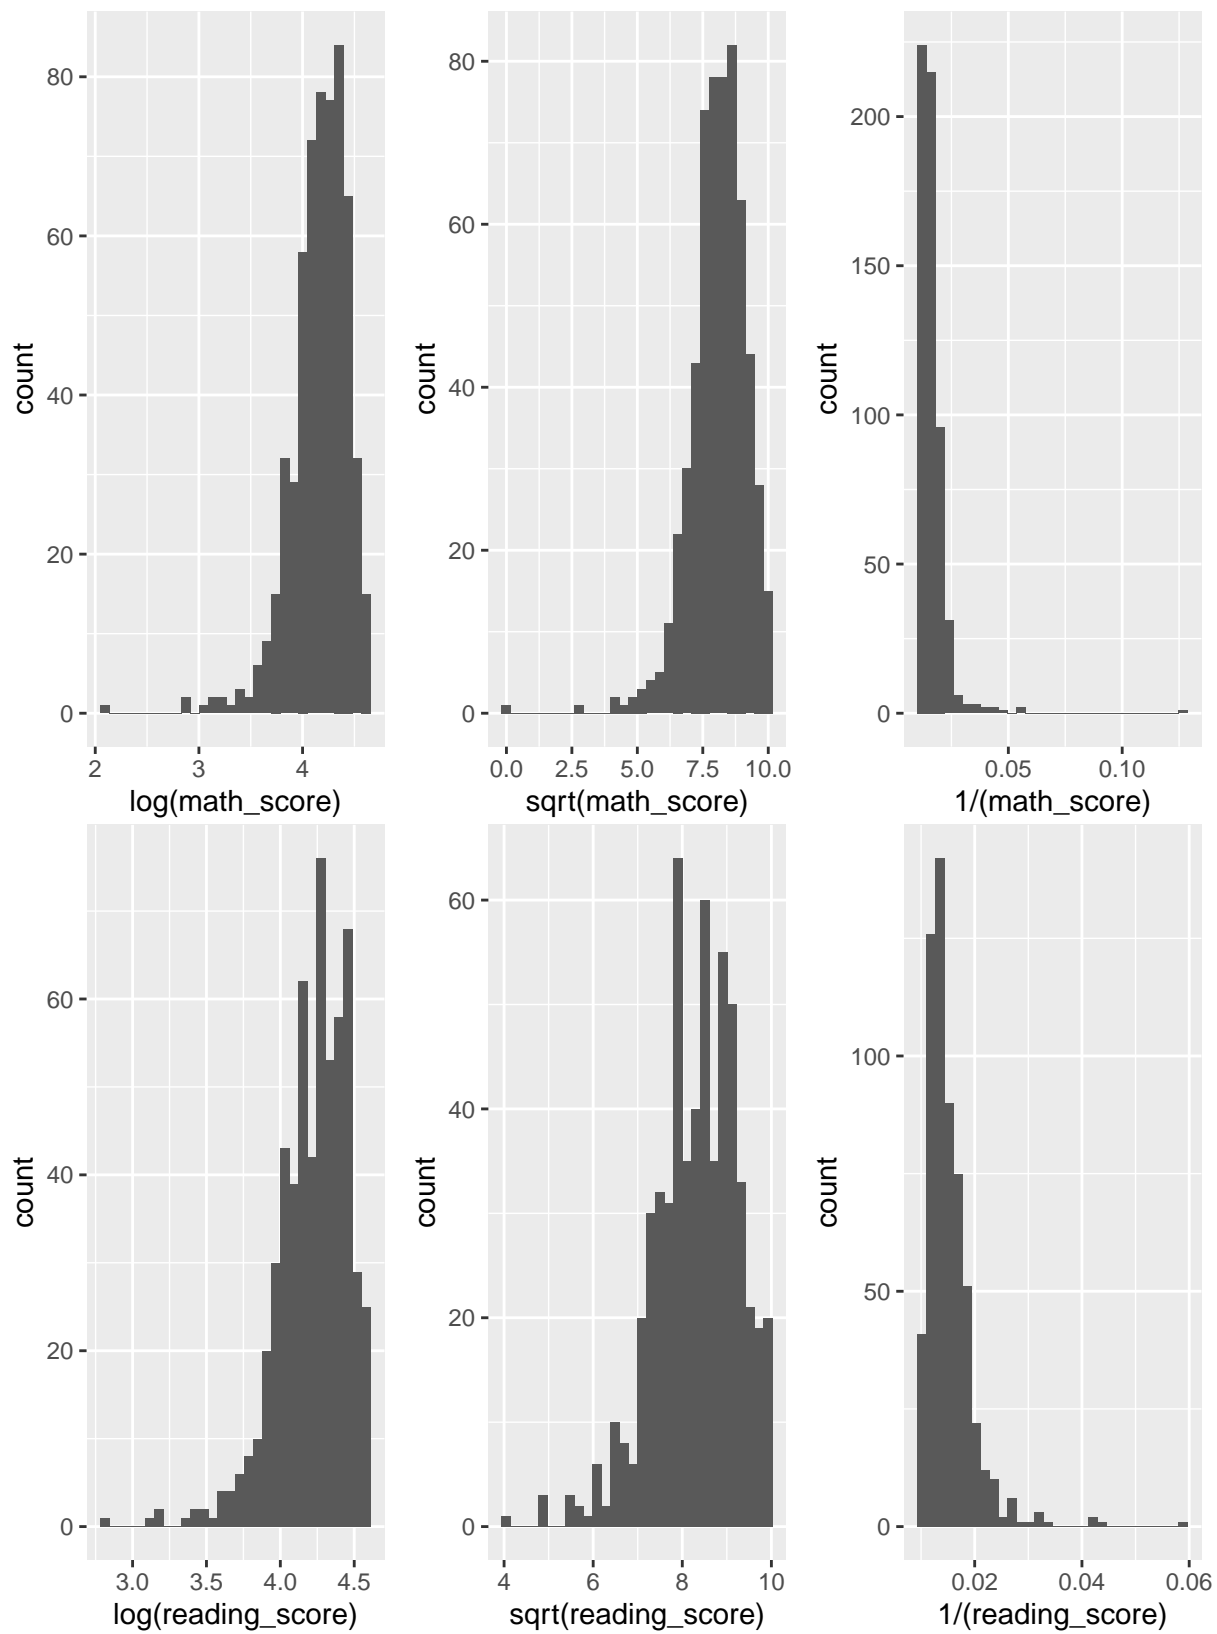 count
80
60
40
20
0
2 3 4
log(math_score)
count
80
60
40
20
0
0.0 2.5 5.0 7.5 10.0
sqrt(math_score)
count
200
150
100
50
0
0.05 0.10
1/(math_score)
count
60
40
20
0
3.0 3.5 4.0 4.5
log(reading_score)
count
60
40
20
0
4 6 8 10
sqrt(reading_score)
count
100
50
0
0.02 0.04 0.06
1/(reading_score)